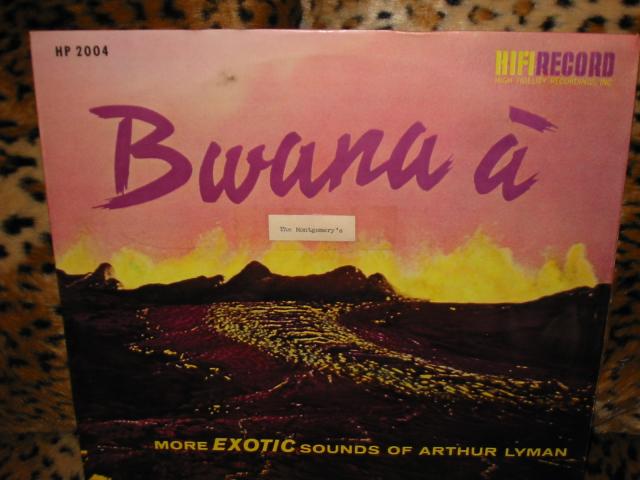 HP 2004
HIFIRECORD
HIGH FIDELITY RECORDINGS, INC.
Bwana à
The Montgomery's
MORE EXOTIC SOUNDS OF ARTHUR LYMAN